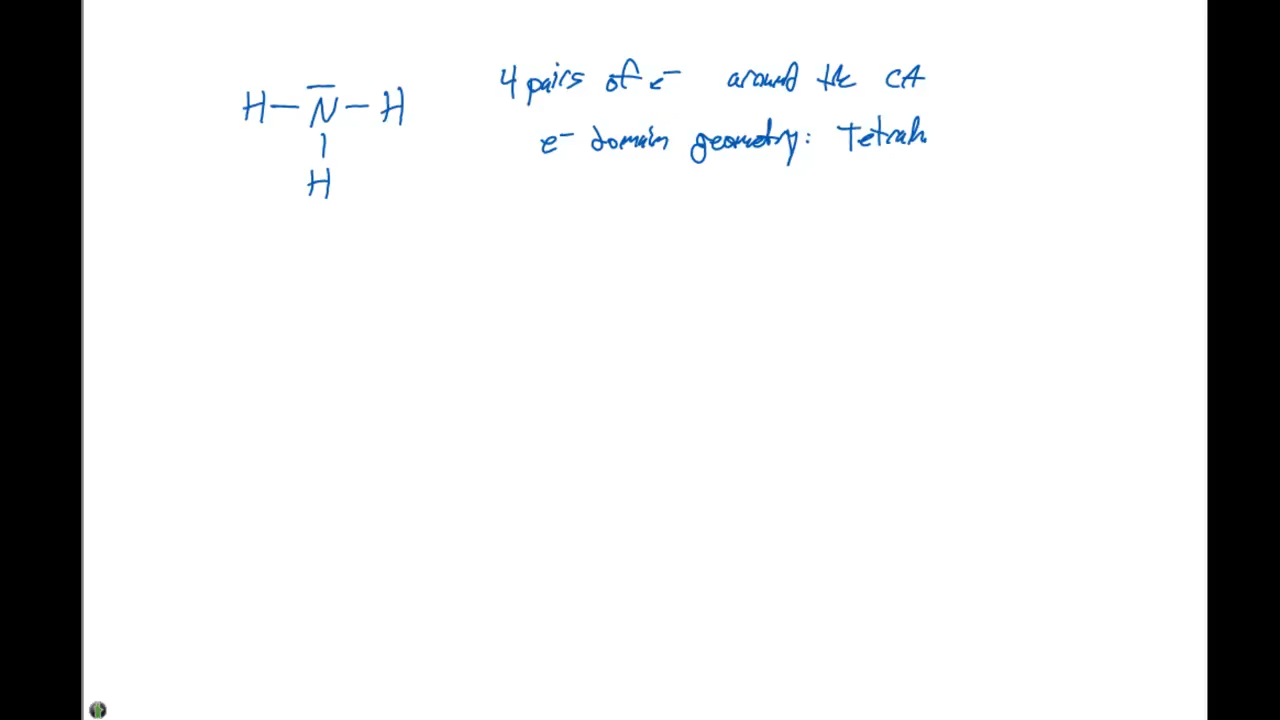 4 pairs of e⁻ around the CA
H—N̅—H
e⁻ domain geometry: Tetrah
|
H